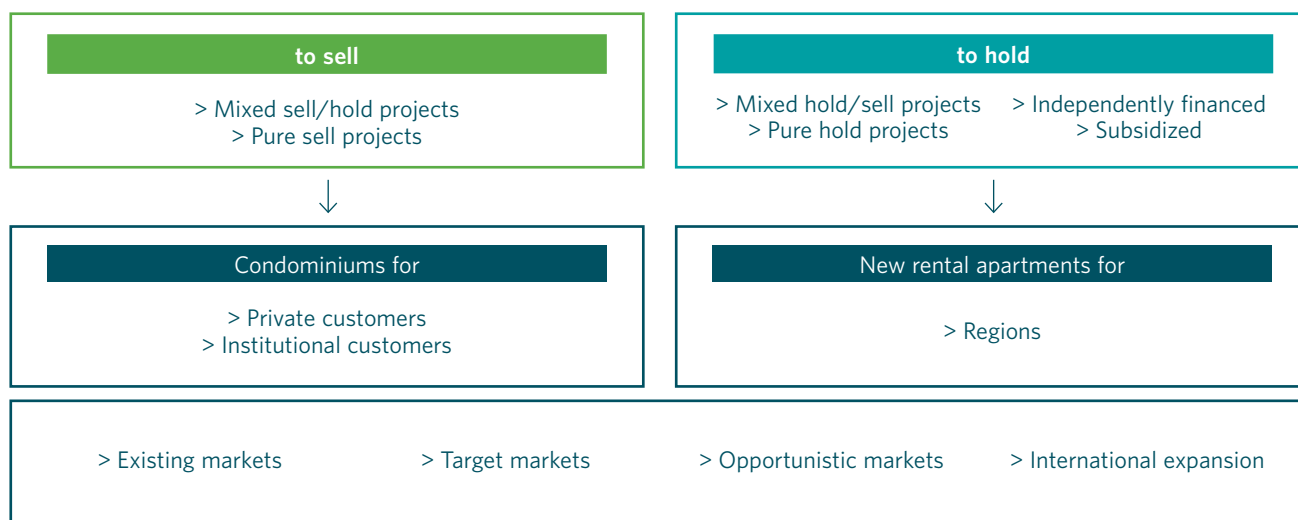 to sell
> Mixed sell/hold projects
> Pure sell projects
to hold
> Mixed hold/sell projects
> Pure hold projects
> Independently financed
> Subsidized
Condominiums for
> Private customers
> Institutional customers
New rental apartments for
> Regions
> Existing markets
> Target markets
> Opportunistic markets
> International expansion